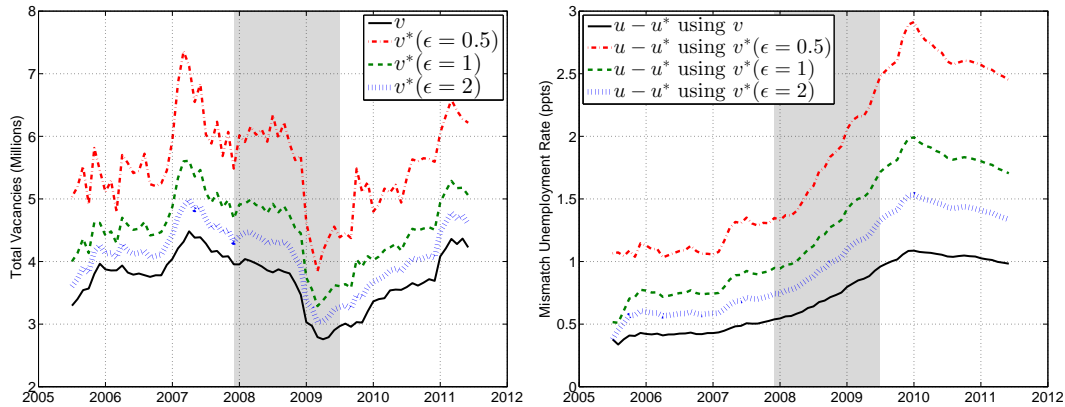 Total Vacancies (Millions)
8
7
6
5
4
3
2
2005 2006 2007 2008 2009 2010 2011 2012
v
v*(ϵ = 0.5)
v*(ϵ = 1)
v*(ϵ = 2)
Mismatch Unemployment Rate (ppts)
3
2.5
2
1.5
1
0.5
0
2005 2006 2007 2008 2009 2010 2011 2012
u − u* using v
u − u* using v*(ϵ = 0.5)
u − u* using v*(ϵ = 1)
u − u* using v*(ϵ = 2)